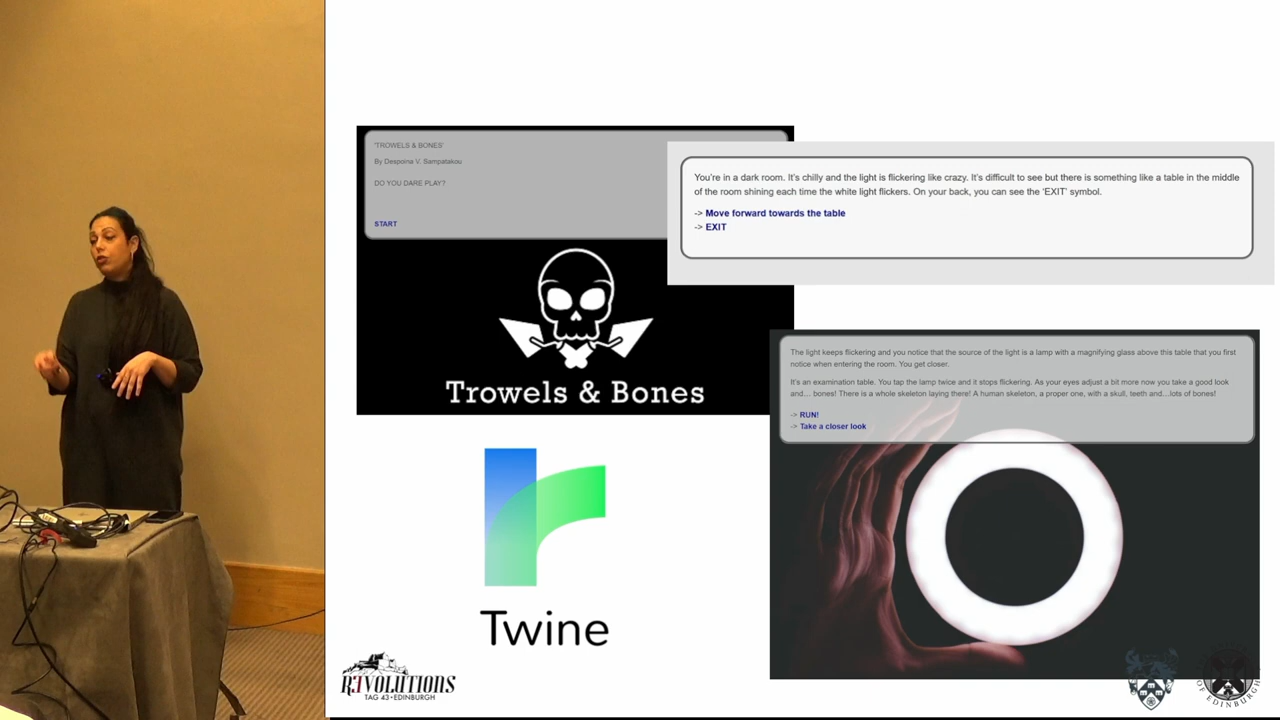 'TROWELS & BONES'
By Despoina V. Sampatakou
DO YOU DARE PLAY?
START
Trowels & Bones
You're in a dark room. It's chilly and the light is flickering like crazy. It's difficult to see but there is something like a table in the middle
of the room shining each time the white light flickers. On your back, you can see the 'EXIT' symbol.
-> Move forward towards the table
-> EXIT
The light keeps flickering and you notice that the source of the light is a lamp with a magnifying glass above this table that you first
notice when entering the room. You get closer.
It's an examination table. You tap the lamp twice and it stops flickering. As your eyes adjust a bit more now you take a good look
and… bones! There is a whole skeleton laying there! A human skeleton, a proper one, with a skull, teeth and…lots of bones!
-> RUN!
-> Take a closer look
Twine
RƎVOLUTIONS
TAG 43•EDINBURGH
OF EDINBURGH